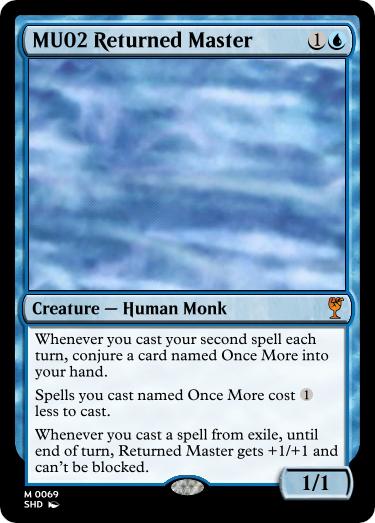 MU02 Returned Master 1
Creature — Human Monk
Whenever you cast your second spell each
turn, conjure a card named Once More into
your hand.
Spells you cast named Once More cost 1
less to cast.
Whenever you cast a spell from exile, until
end of turn, Returned Master gets +1/+1 and
can't be blocked.
1/1
M 0069
SHD